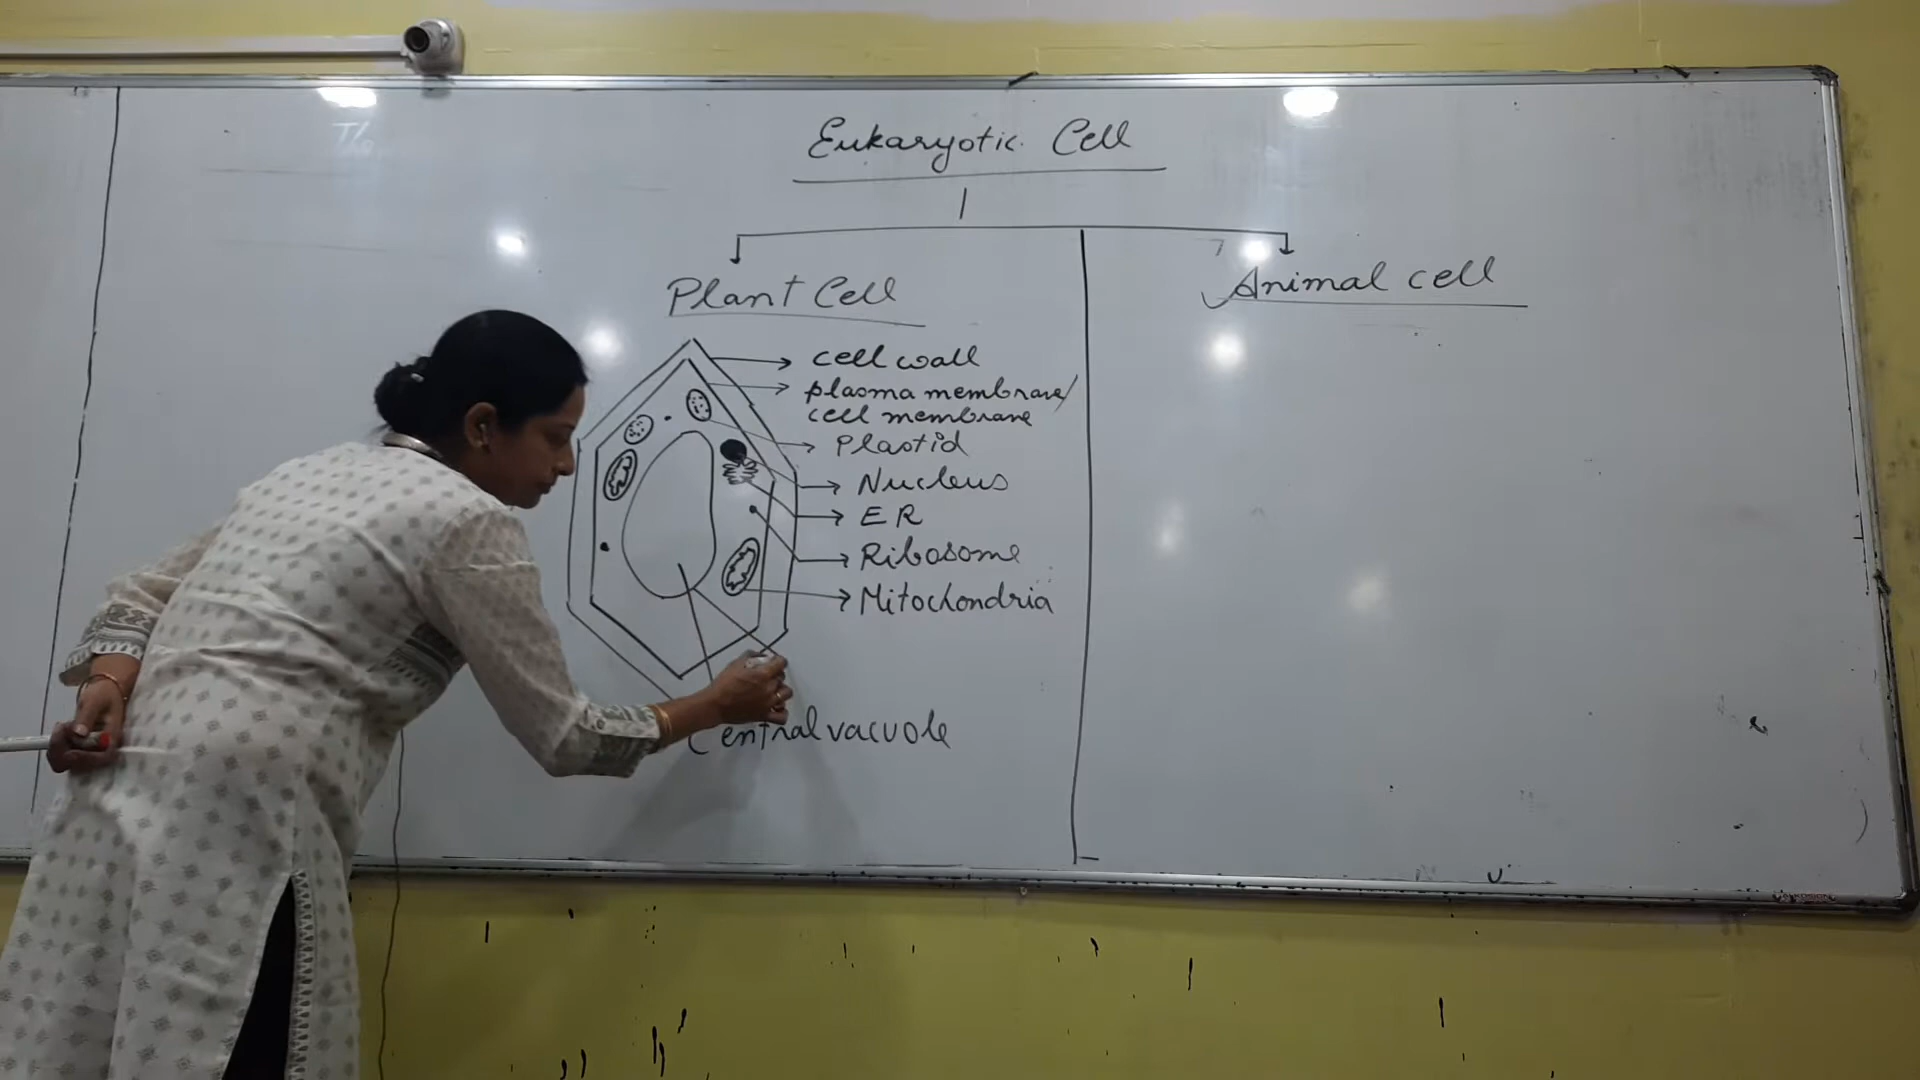 Eukaryotic Cell
Plant Cell
Animal cell
cell wall
plasma membrane/
cell membrane
Plastid
Nucleus
ER
Ribosome
Mitochondria
Central vacuole